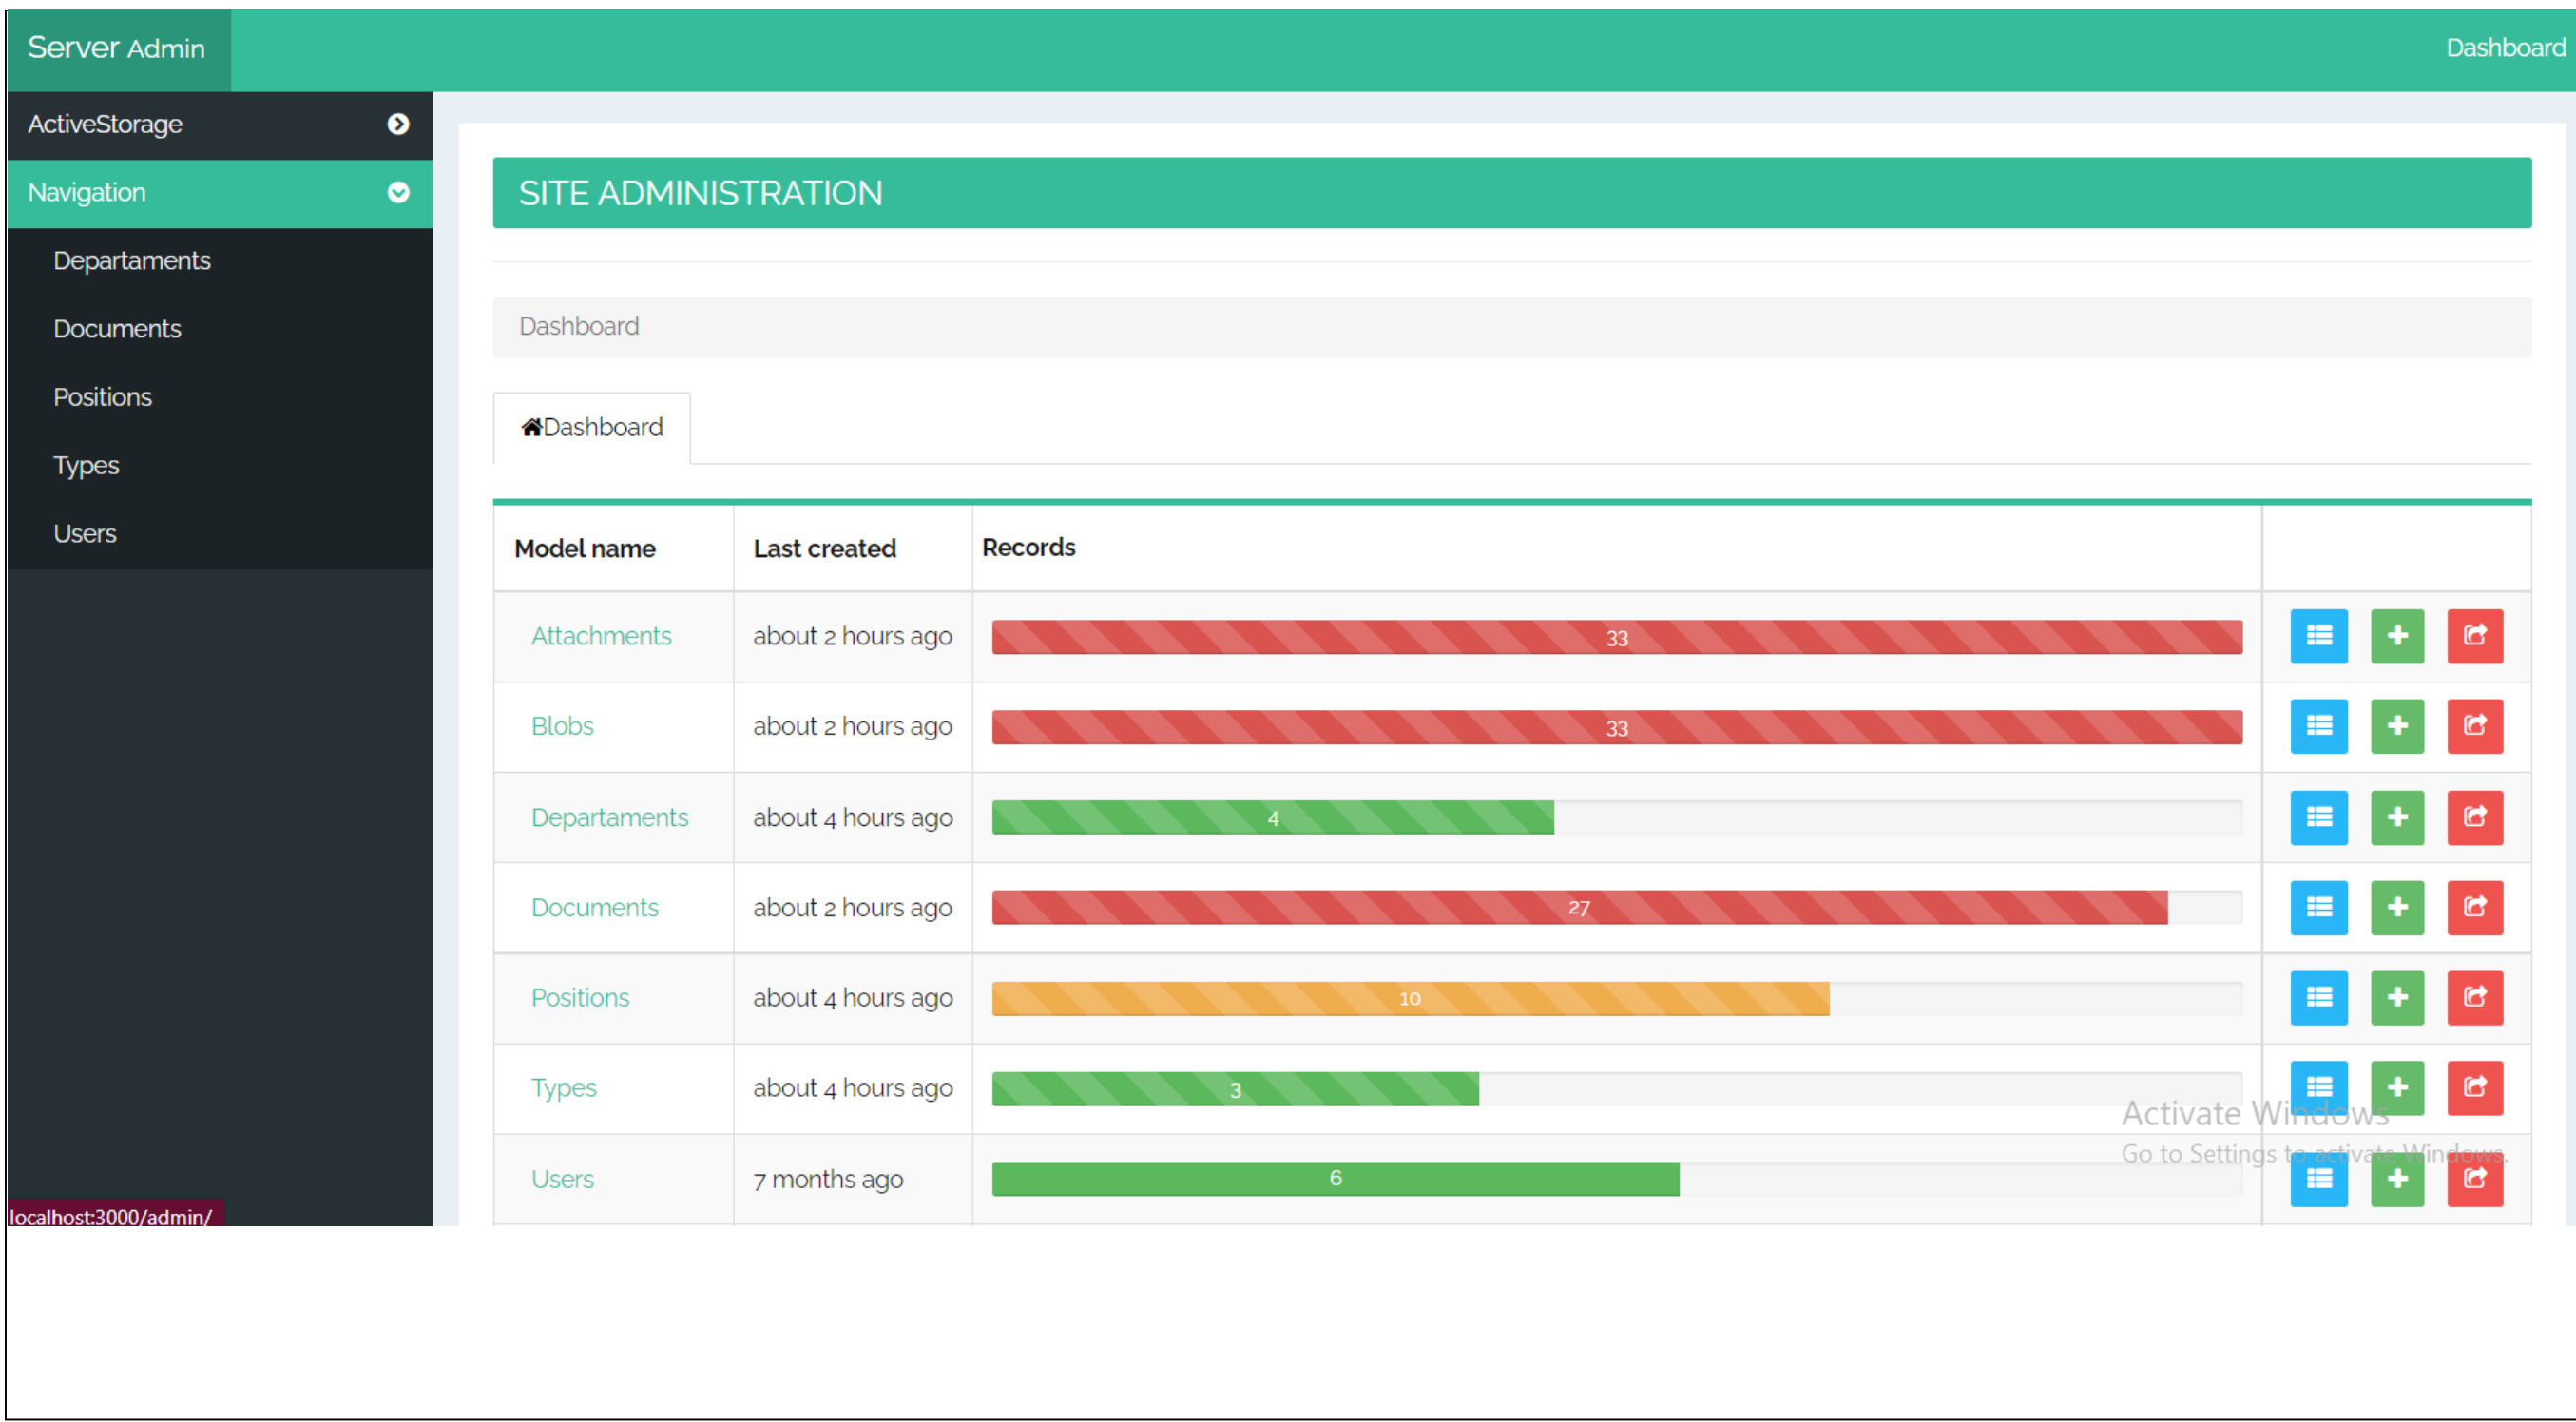 Server Admin
Dashboard
ActiveStorage
Navigation
Departaments
Documents
Positions
Types
Users
SITE ADMINISTRATION
Dashboard
Dashboard
Model name Last created Records
Attachments about 2 hours ago 33
Blobs about 2 hours ago 33
Departaments about 4 hours ago 4
Documents about 2 hours ago 27
Positions about 4 hours ago 10
Types about 4 hours ago 3
Users 7 months ago 6
Activate Windows
Go to Settings to activate Windows.
localhost:3000/admin/